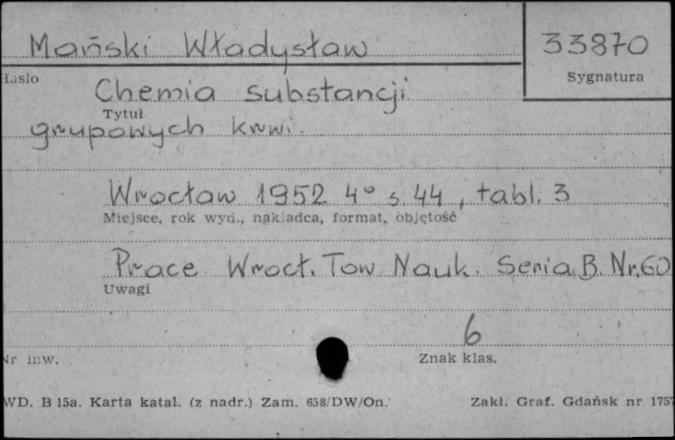 Mański Władysław
33870
Hasło
Sygnatura
Chemia substancji
Tytuł
grupowych krwi.
Wrocław 1952 4° s. 44, tabl. 3
Miejsce, rok wyd., nakładca, format, objętość
Prace Wrocł. Tow. Nauk. Seria B. Nr. 60
Uwagi
6
Nr inw.
Znak klas.
WD. B 15a. Karta katal. (z nadr.) Zam. 658/DW/On.
Zakł. Graf. Gdańsk nr 1757